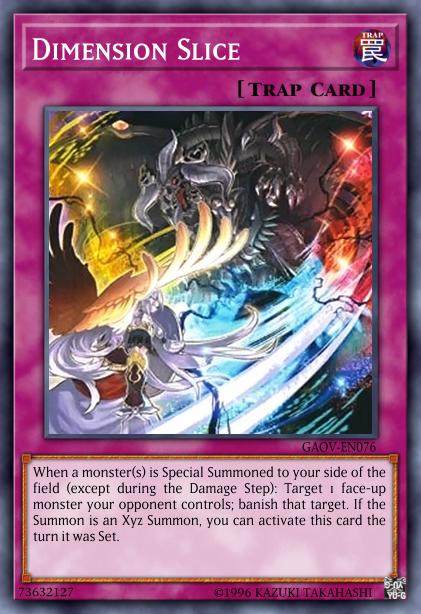 DIMENSION SLICE
TRAP
罠
[TRAP CARD]
GAOV-EN076
When a monster(s) is Special Summoned to your side of the
field (except during the Damage Step): Target 1 face-up
monster your opponent controls; banish that target. If the
Summon is an Xyz Summon, you can activate this card the
turn it was Set.
73632127
©1996 KAZUKI TAKAHASHI